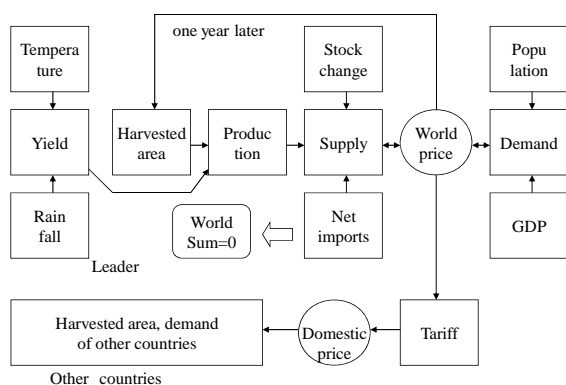 Tempera
ture
one year later
Stock
change
Popu
lation
Yield
Harvested
area
Produc
tion
Supply
World
price
Demand
Rain
fall
World
Sum=0
Net
imports
GDP
Leader
Harvested area, demand
of other countries
Domestic
price
Tariff
Other countries